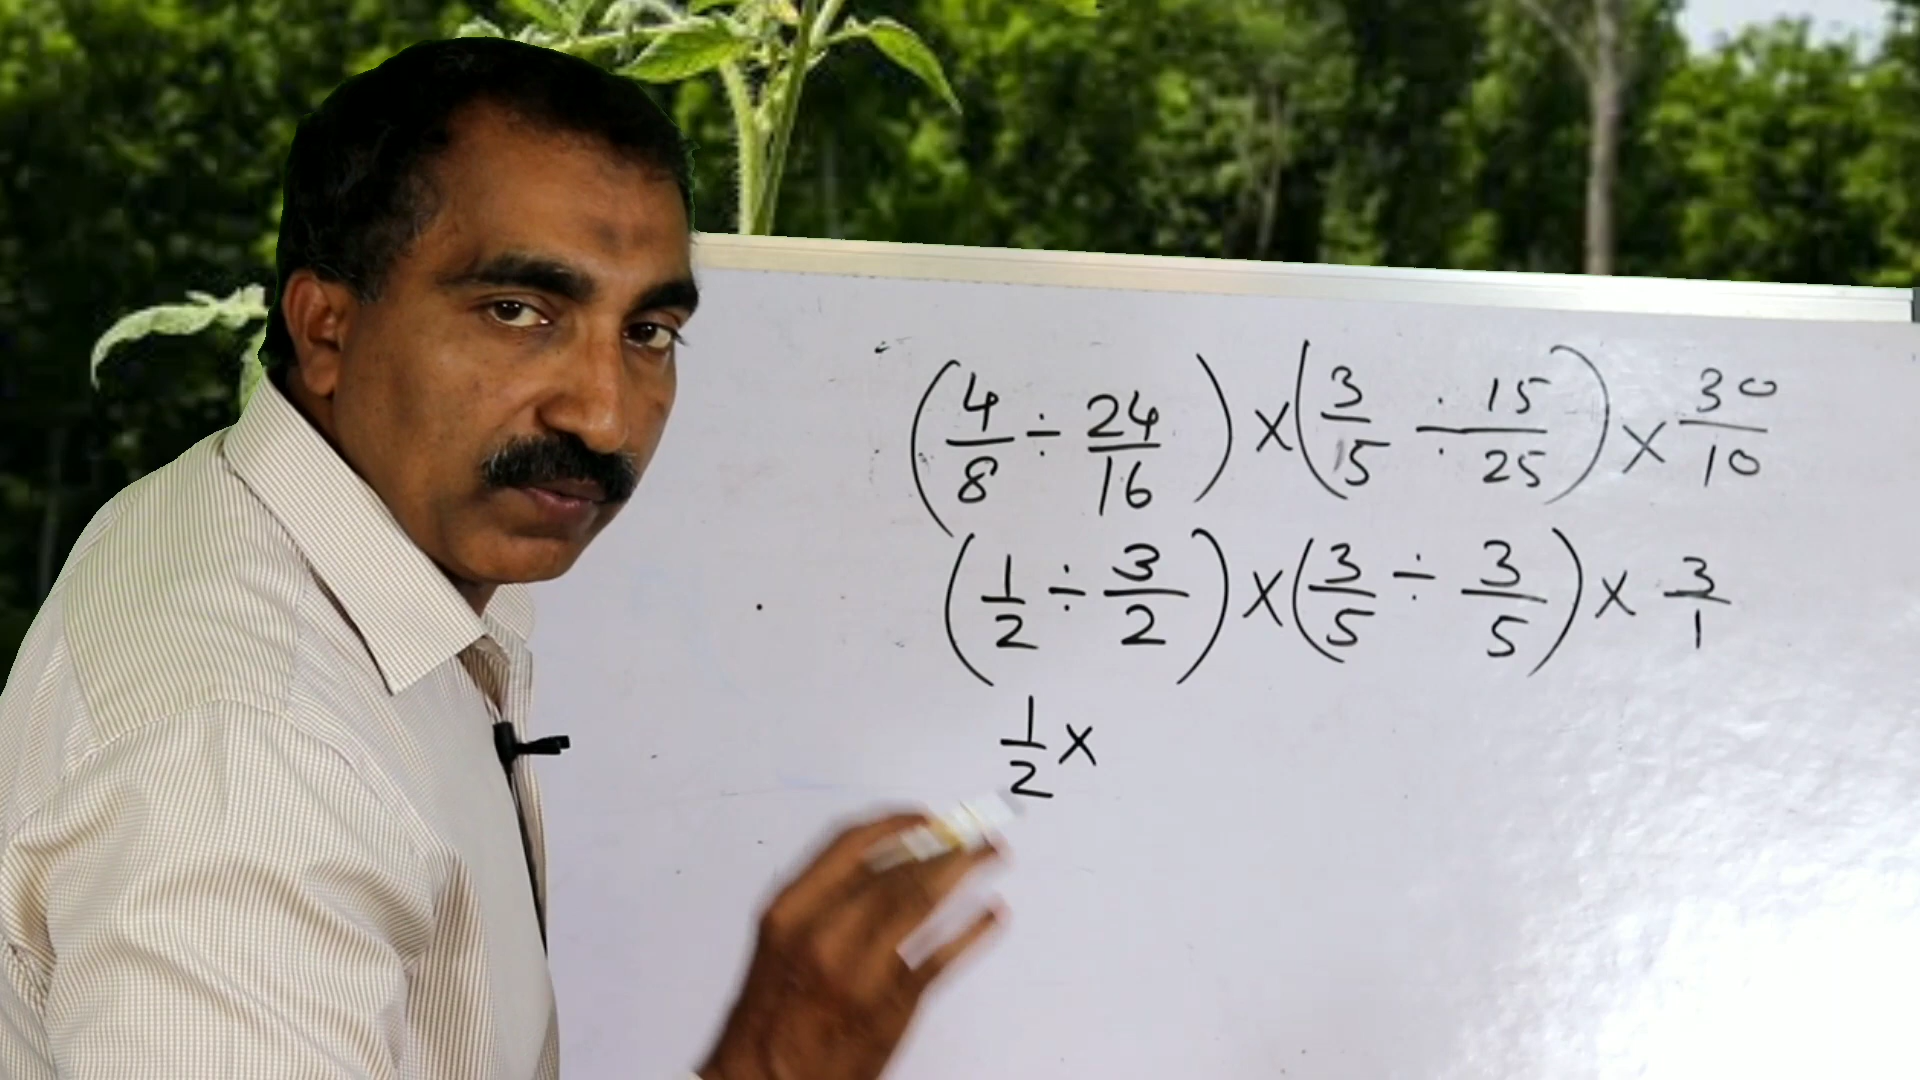 (4/8 ÷ 24/16) × (3/15 ÷ 15/25) × 30/10
(1/2 ÷ 3/2) × (3/5 ÷ 3/5) × 3/1
1/2 ×